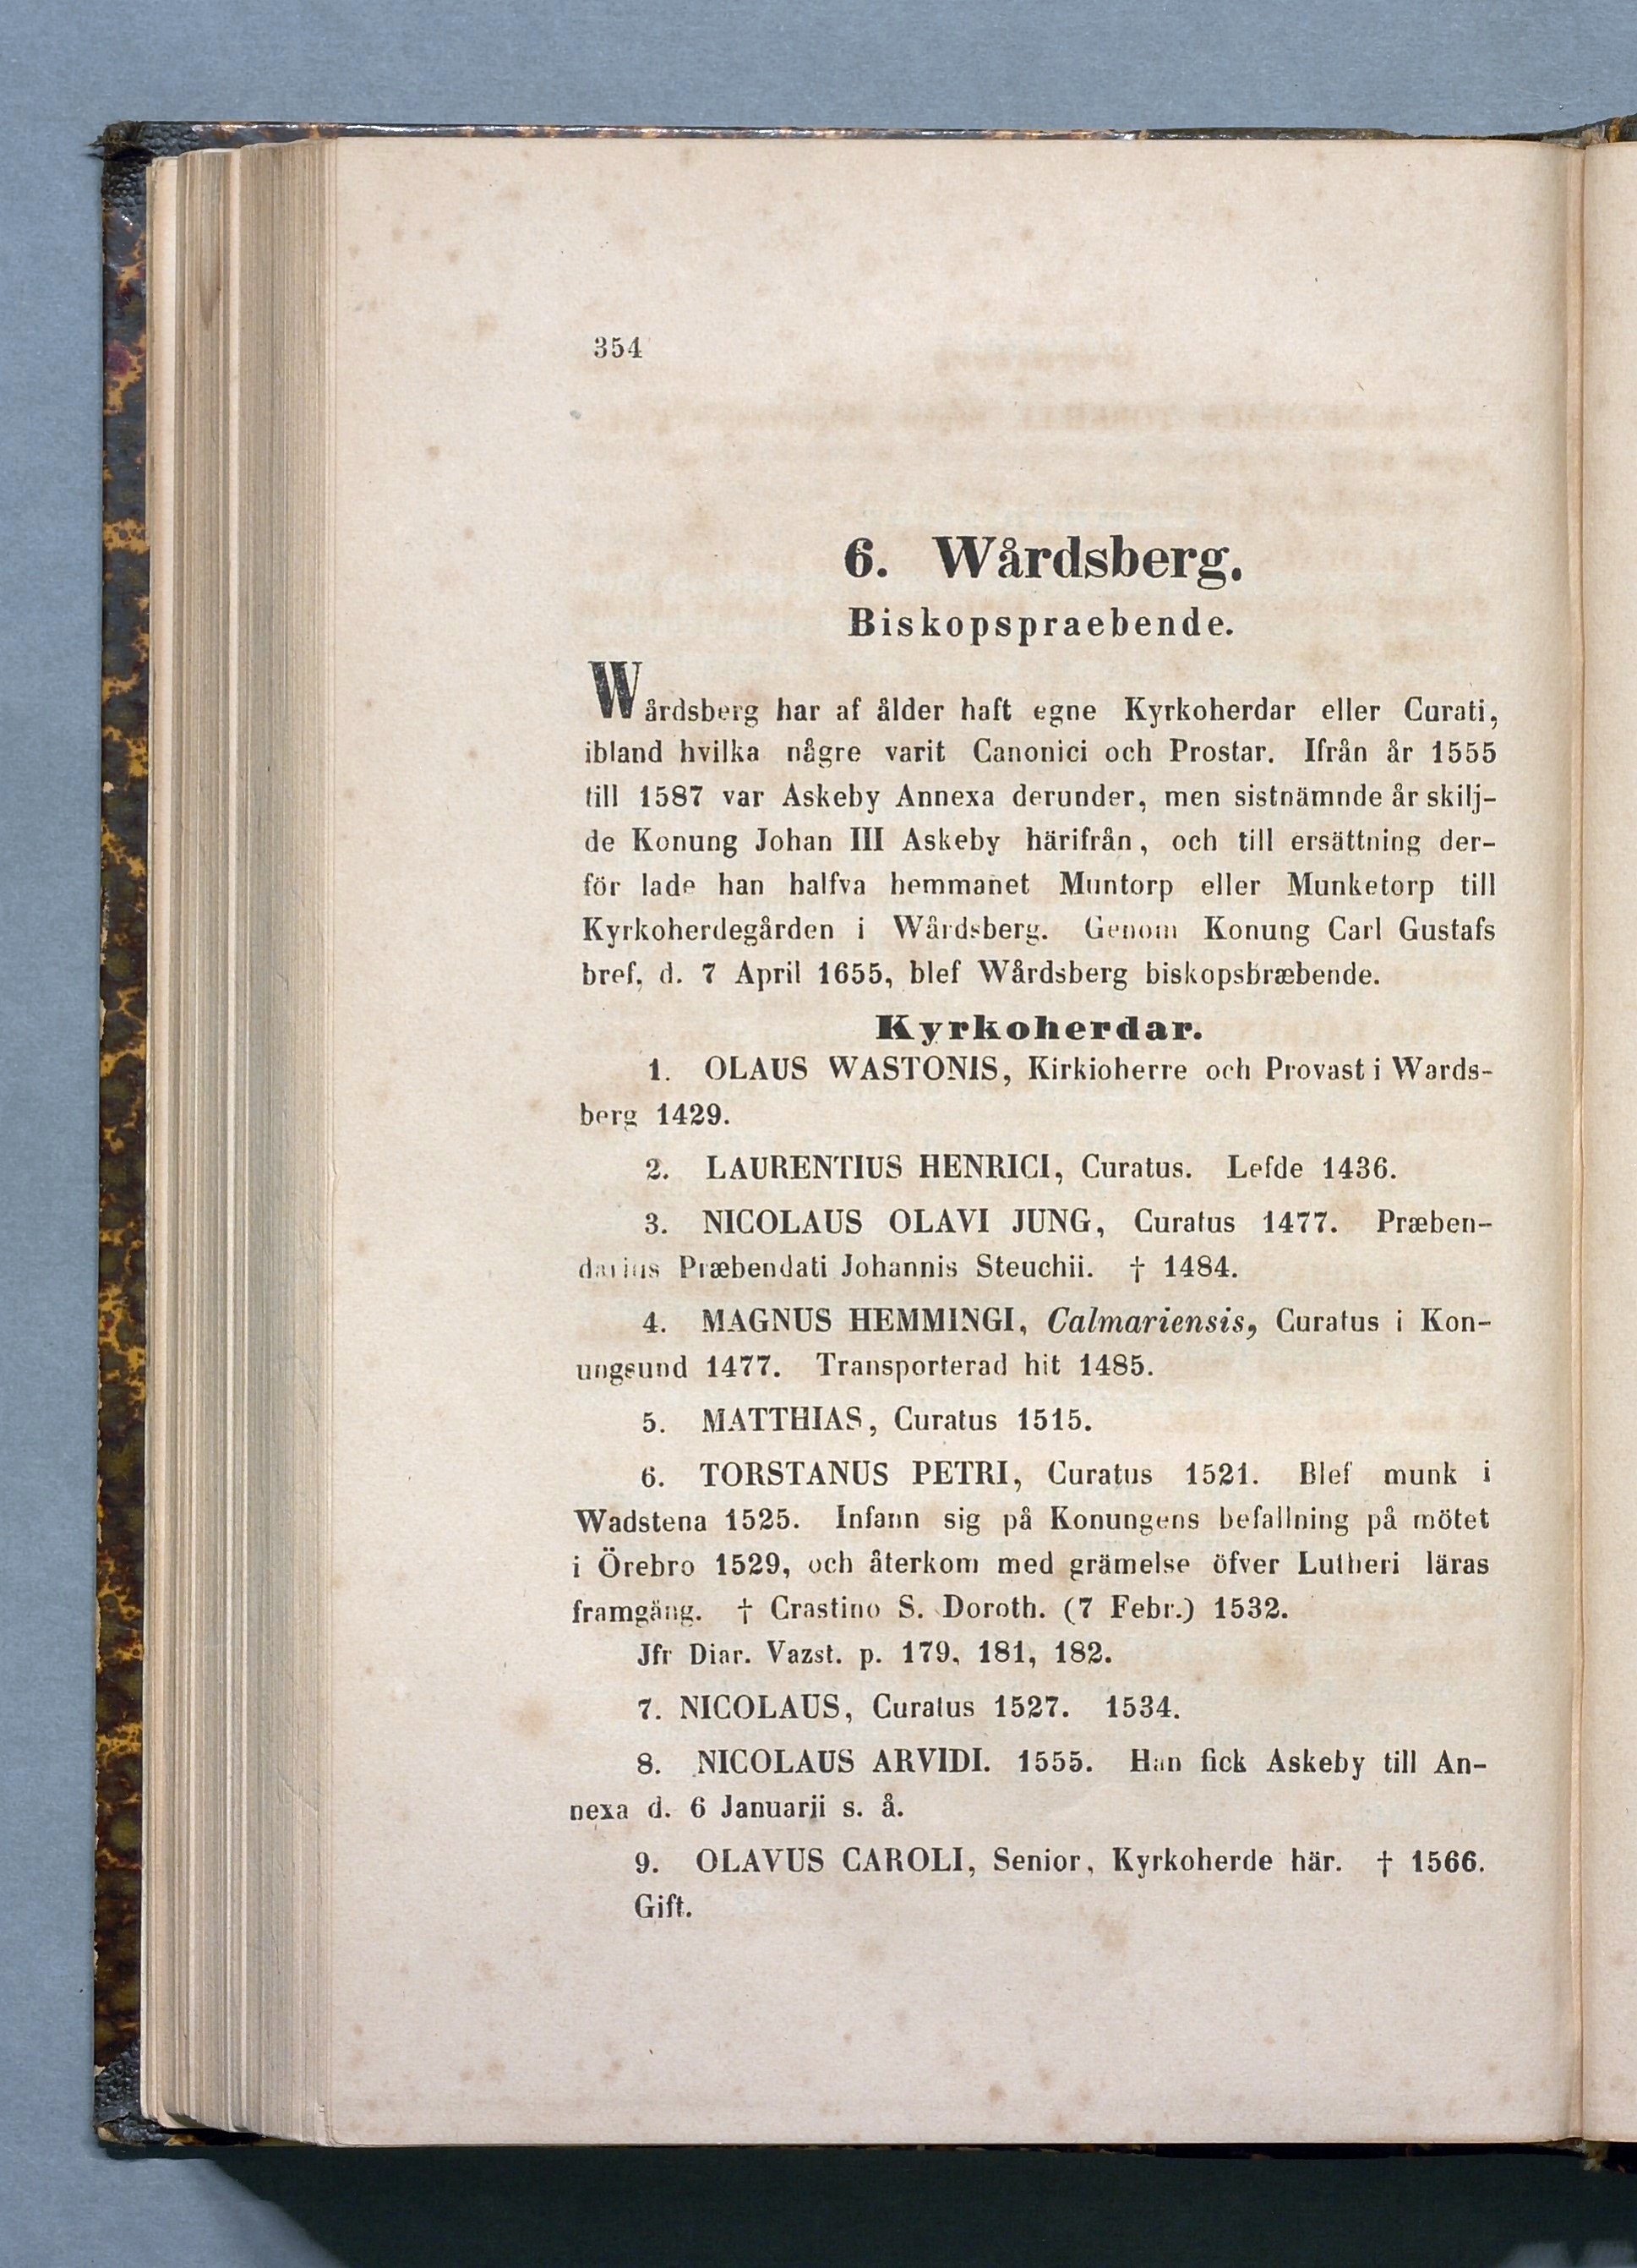 354
6. Wårdsberg.
Biskopspraebende.
Wårdsberg har af ålder haft egne Kyrkoherdar eller Curati,
ibland hvilka någre varit Canonici och Prostar. Ifrån år 1555
till 1587 var Askeby Annexa derunder, men sistnämnde år skilj-
de Konung Johan III Askeby härifrån, och till ersättning der-
för lade han halfva hemmanet Muntorp eller Munketorp till
Kyrkoherdegården i Wårdsberg. Genom Konung Carl Gustafs
bref, d. 7 April 1655, blef Wårdsberg biskopsbræbende.
Kyrkoherdar.
1. OLAUS WASTONIS, Kirkioherre och Provast i Wards-
berg 1429.
2. LAURENTIUS HENRICI, Curatus. Lefde 1436.
3. NICOLAUS OLAVI JUNG, Curatus 1477. Præben-
darius Præbendati Johannis Steuchii. † 1484.
4. MAGNUS HEMMINGI, Calmariensis, Curatus i Kon-
ungsund 1477. Transporterad hit 1485.
5. MATTHIAS, Curatus 1515.
6. TORSTANUS PETRI, Curatus 1521. Blef munk i
Wadstena 1525. Infann sig på Konungens befallning på mötet
i Örebro 1529, och återkom med grämelse öfver Lutheri läras
framgång. † Crastino S. Doroth. (7 Febr.) 1532.
Jfr Diar. Vazst. p. 179, 181, 182.
7. NICOLAUS, Curatus 1527. 1534.
8. NICOLAUS ARVIDI. 1555. Han fick Askeby till An-
nexa d. 6 Januarii s. å.
9. OLAVUS CAROLI, Senior, Kyrkoherde här. † 1566.
Gift.